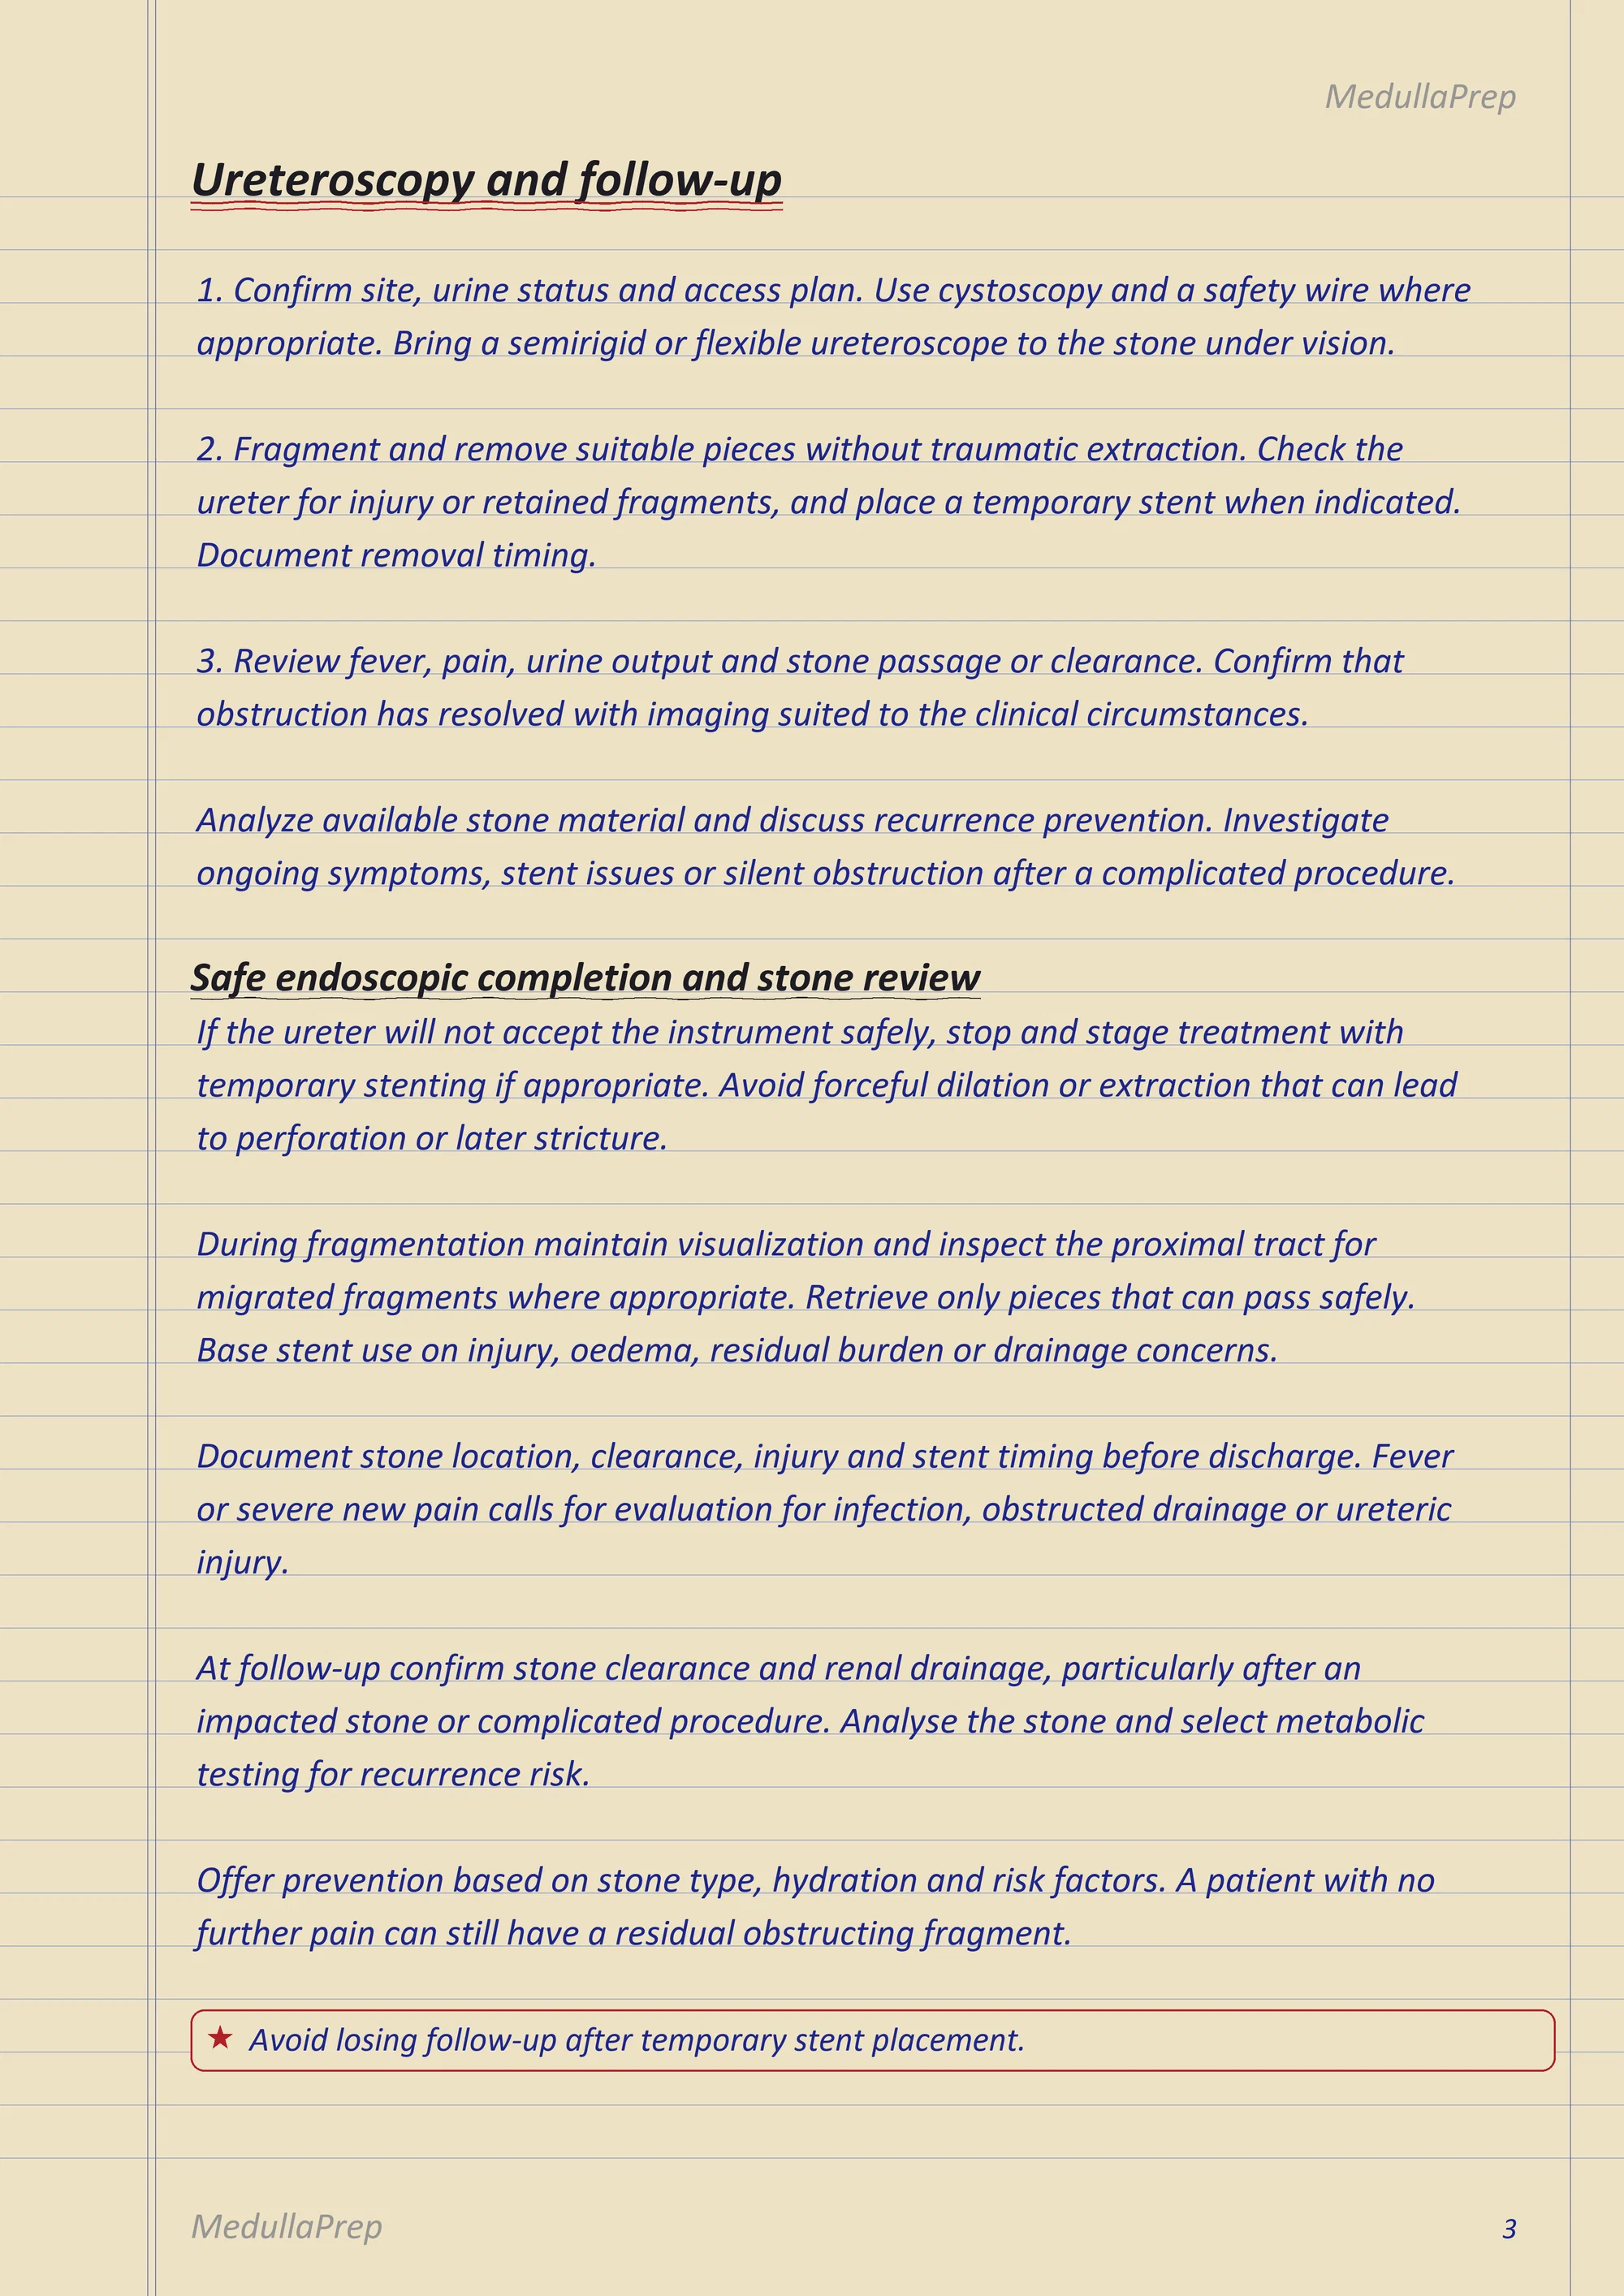 MedullaPrep
Ureteroscopy and follow-up
1. Confirm site, urine status and access plan. Use cystoscopy and a safety wire where
appropriate. Bring a semirigid or flexible ureteroscope to the stone under vision.
2. Fragment and remove suitable pieces without traumatic extraction. Check the
ureter for injury or retained fragments, and place a temporary stent when indicated.
Document removal timing.
3. Review fever, pain, urine output and stone passage or clearance. Confirm that
obstruction has resolved with imaging suited to the clinical circumstances.
Analyze available stone material and discuss recurrence prevention. Investigate
ongoing symptoms, stent issues or silent obstruction after a complicated procedure.
Safe endoscopic completion and stone review
If the ureter will not accept the instrument safely, stop and stage treatment with
temporary stenting if appropriate. Avoid forceful dilation or extraction that can lead
to perforation or later stricture.
During fragmentation maintain visualization and inspect the proximal tract for
migrated fragments where appropriate. Retrieve only pieces that can pass safely.
Base stent use on injury, oedema, residual burden or drainage concerns.
Document stone location, clearance, injury and stent timing before discharge. Fever
or severe new pain calls for evaluation for infection, obstructed drainage or ureteric
injury.
At follow-up confirm stone clearance and renal drainage, particularly after an
impacted stone or complicated procedure. Analyse the stone and select metabolic
testing for recurrence risk.
Offer prevention based on stone type, hydration and risk factors. A patient with no
further pain can still have a residual obstructing fragment.
★ Avoid losing follow-up after temporary stent placement.
MedullaPrep
3